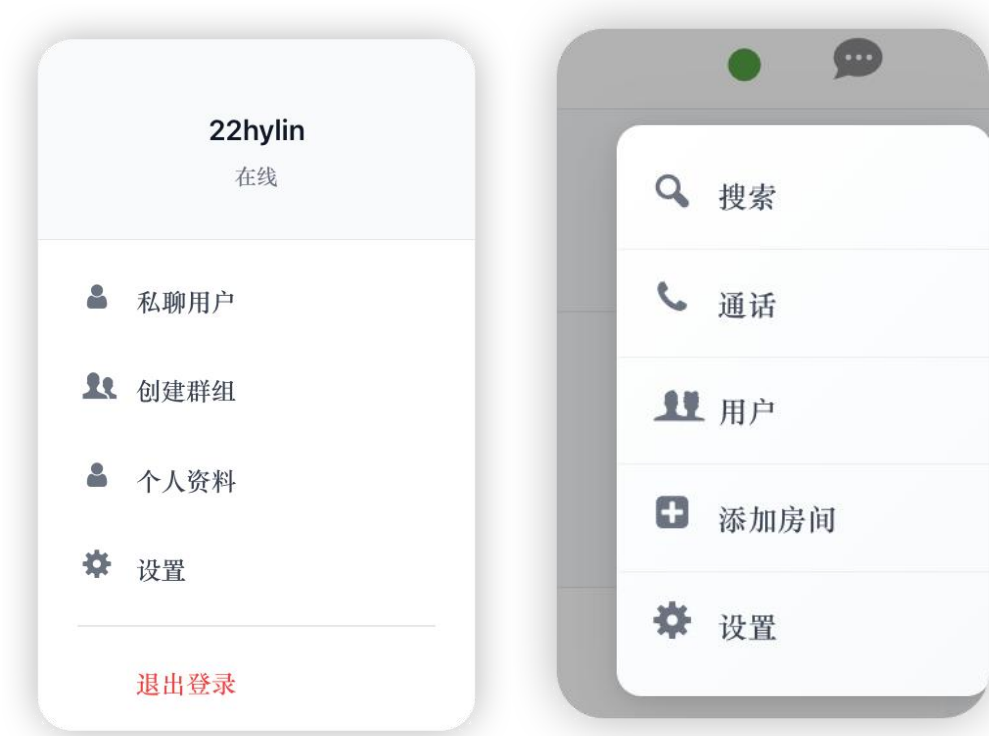 22hylin
在线
私聊用户
创建群组
个人资料
设置
退出登录
搜索
通话
用户
添加房间
设置